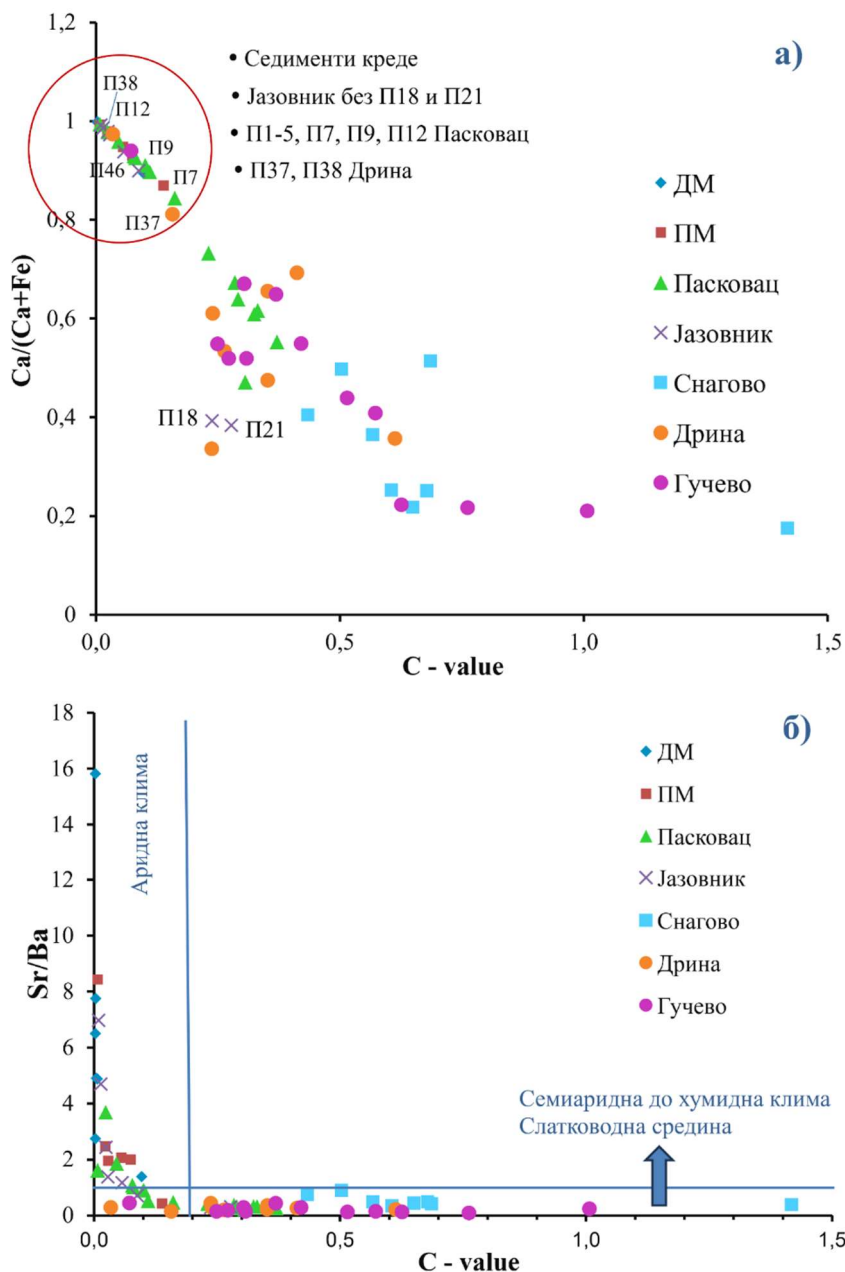 а)
1,2
1
0,8
0,6
0,4
0,2
0
Ca/(Ca+Fe)
П38
П12
П9
П46
П7
П37
• Седименти креде
• Јазовник без П18 и П21
• П1-5, П7, П9, П12 Пасковац
• П37, П38 Дрина
П18
П21
ДМ
ПМ
Пасковац
Јазовник
Снагово
Дрина
Гучево
0,0
0,5
1,0
1,5
C - value
б)
18
16
14
12
10
8
6
4
2
0
Sr/Ba
Аридна клима
ДМ
ПМ
Пасковац
Јазовник
Снагово
Дрина
Гучево
Семиаридна до хумидна клима
Слатководна средина
0,0
0,5
1,0
1,5
C - value